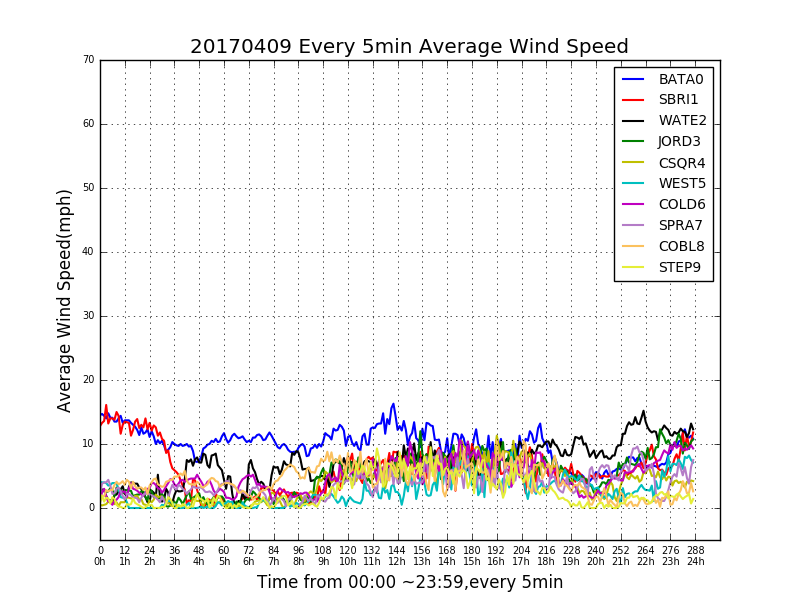 20170409 Every 5min Average Wind Speed
70
60
50
40
30
20
10
0
Average Wind Speed(mph)
BATA0
SBRI1
WATE2
JORD3
CSQR4
WEST5
COLD6
SPRA7
COBL8
STEP9
0 12 24 36 48 60 72 84 96 108 120 132 144 156 168 180 192 204 216 228 240 252 264 276 288
0h 1h 2h 3h 4h 5h 6h 7h 8h 9h 10h 11h 12h 13h 14h 15h 16h 17h 18h 19h 20h 21h 22h 23h 24h
Time from 00:00 ~23:59,every 5min